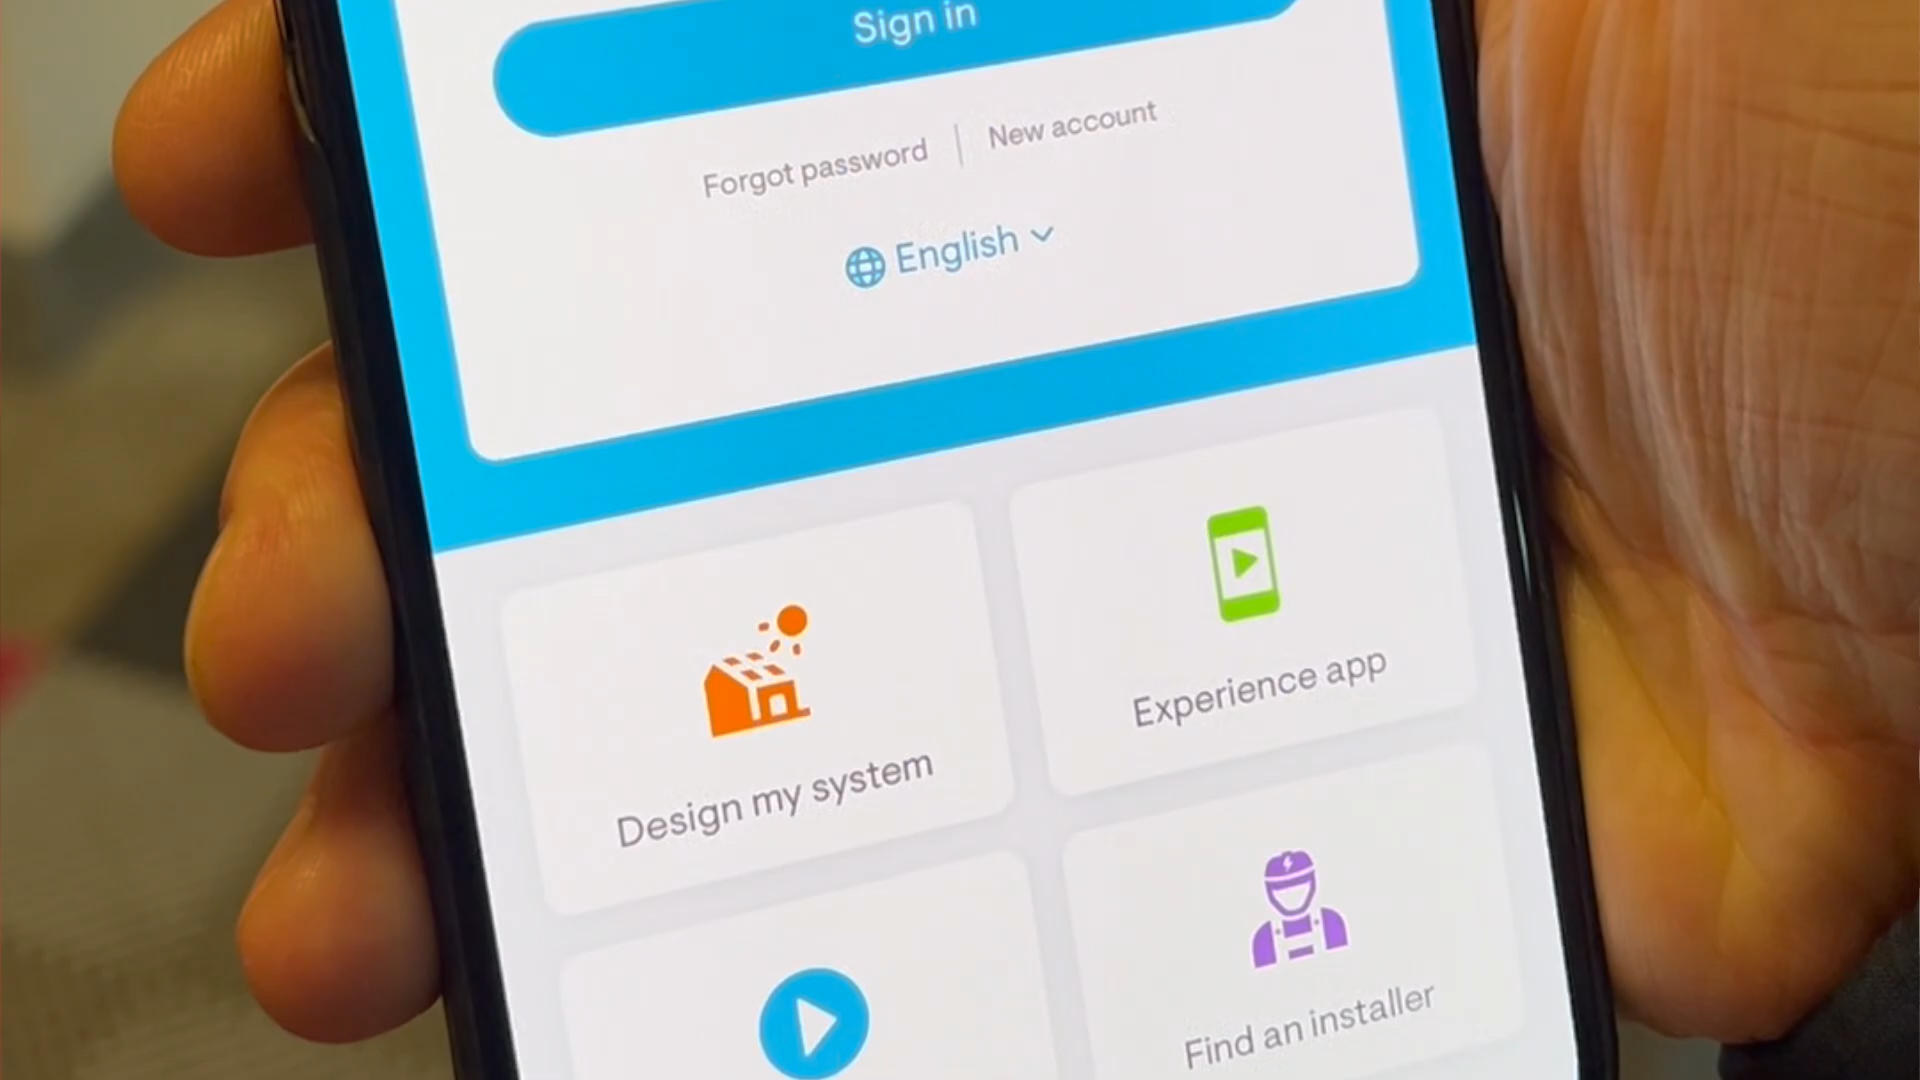 Sign in
Forgot password | New account
English
Design my system
Experience app
Find an installer